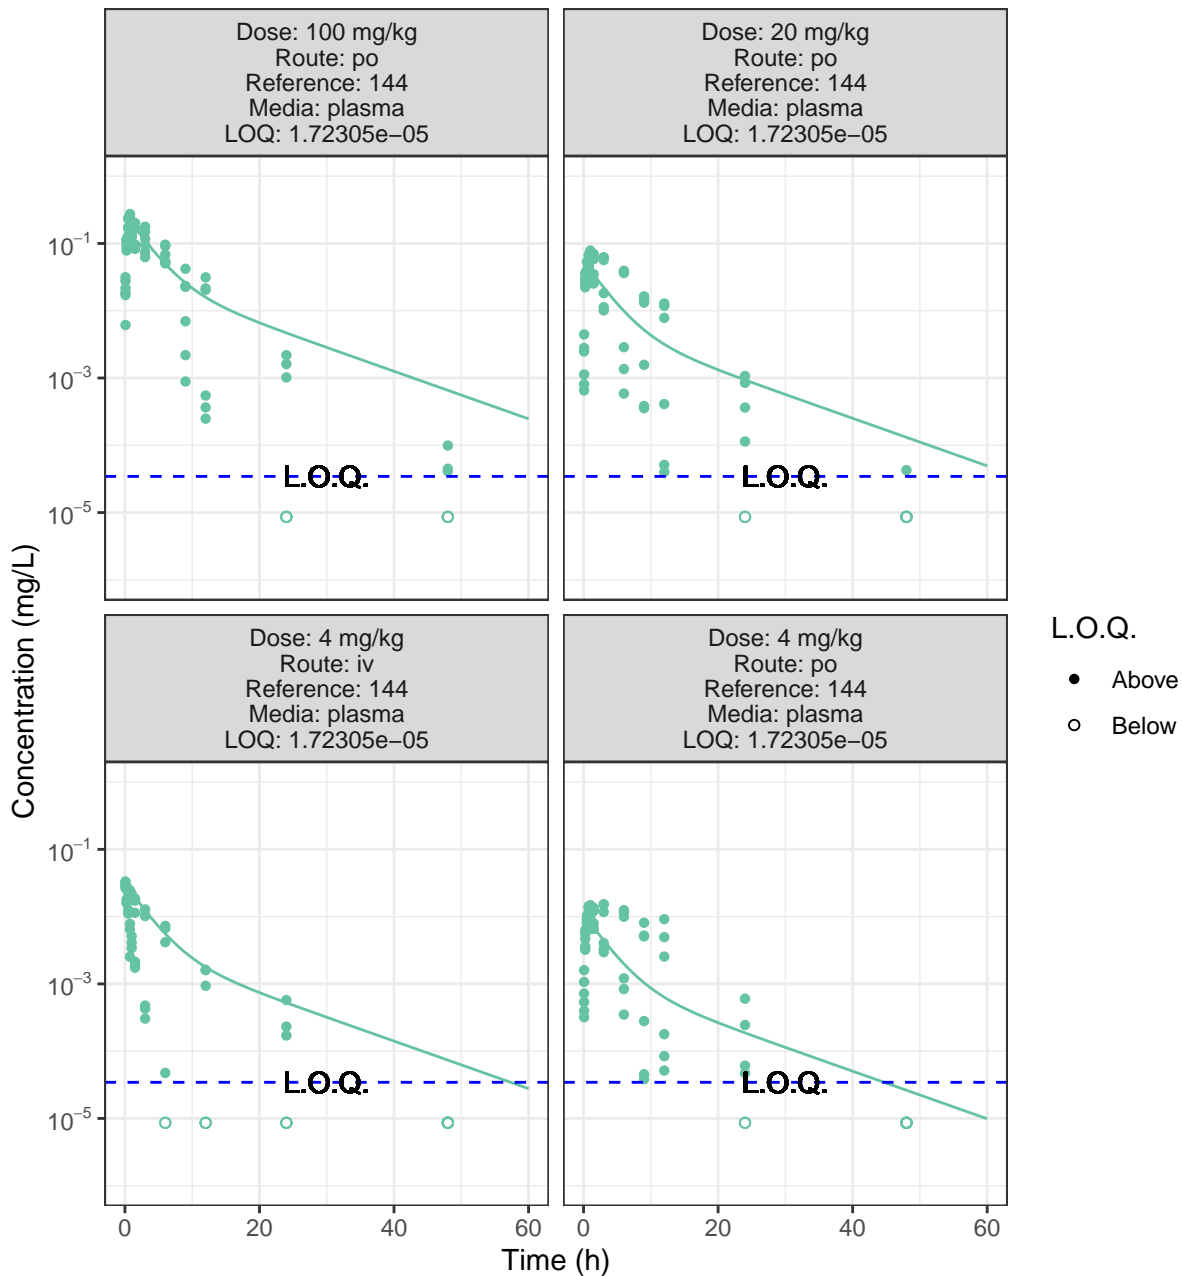 Dose: 100 mg/kg
Route: po
Reference: 144
Media: plasma
LOQ: 1.72305e−05
Dose: 20 mg/kg
Route: po
Reference: 144
Media: plasma
LOQ: 1.72305e−05
10−1
10−3
10−5
L.O.Q.
L.O.Q.
Dose: 4 mg/kg
Route: iv
Reference: 144
Media: plasma
LOQ: 1.72305e−05
Dose: 4 mg/kg
Route: po
Reference: 144
Media: plasma
LOQ: 1.72305e−05
10−1
10−3
10−5
L.O.Q.
L.O.Q.
0 20 40 60
0 20 40 60
Time (h)
Concentration (mg/L)
L.O.Q.
Above
Below